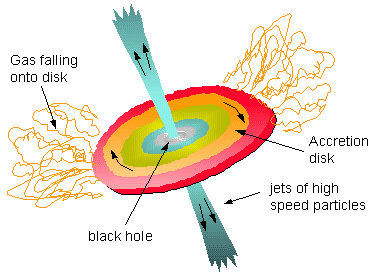 Gas falling
onto disk
Accretion
disk
jets of high
speed particles
black hole